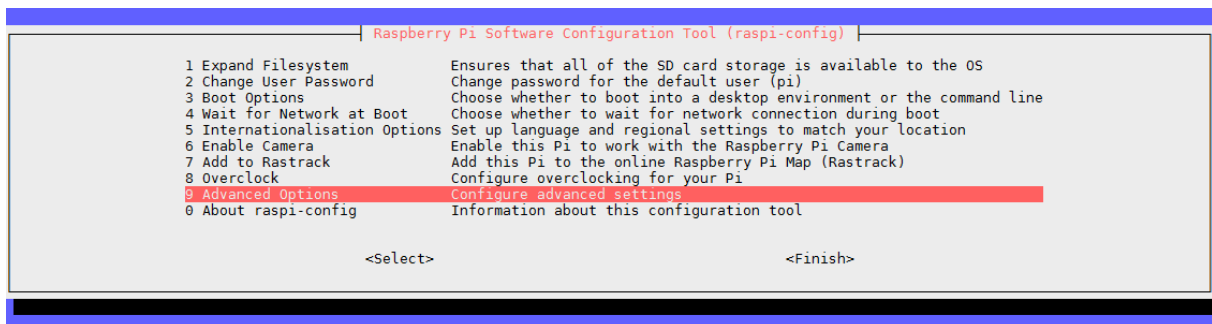 Raspberry Pi Software Configuration Tool (raspi-config)
1 Expand Filesystem Ensures that all of the SD card storage is available to the OS
2 Change User Password Change password for the default user (pi)
3 Boot Options Choose whether to boot into a desktop environment or the command line
4 Wait for Network at Boot Choose whether to wait for network connection during boot
5 Internationalisation Options Set up language and regional settings to match your location
6 Enable Camera Enable this Pi to work with the Raspberry Pi Camera
7 Add to Rastrack Add this Pi to the online Raspberry Pi Map (Rastrack)
8 Overclock Configure overclocking for your Pi
9 Advanced Options Configure advanced settings
0 About raspi-config Information about this configuration tool
<Select> <Finish>